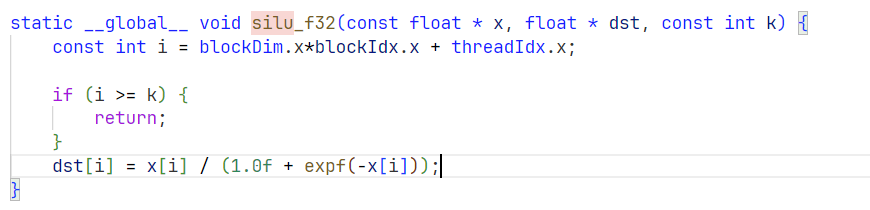 static __global__ void silu_f32(const float * x, float * dst, const int k) {
    const int i = blockDim.x*blockIdx.x + threadIdx.x;

    if (i >= k) {
        return;
    }
    dst[i] = x[i] / (1.0f + expf(-x[i]));
}